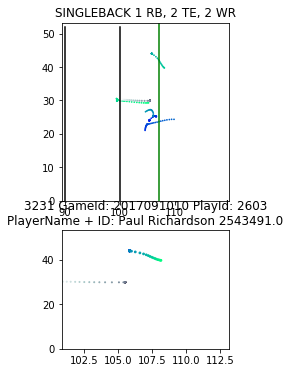 SINGLEBACK 1 RB, 2 TE, 2 WR
50
40
30
20
10
0
90 100 110
3231 GameId: 2017091010 PlayId: 2603
PlayerName + ID: Paul Richardson 2543491.0
40
20
0
102.5 105.0 107.5 110.0 112.5